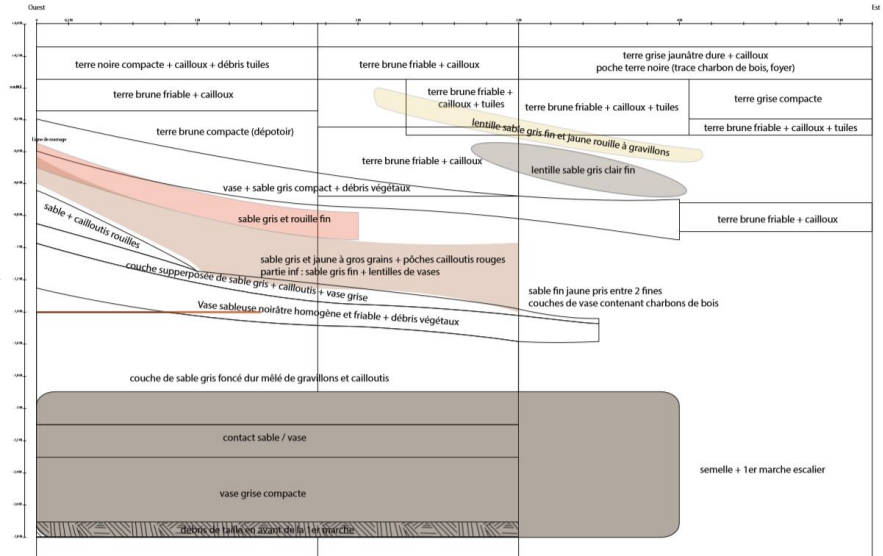 Ouest
Est
terre noire compacte + cailloux + débris tuiles
terre brune friable + cailloux
terre grise jaunâtre dure + cailloux
poche terre noire (trace charbon de bois, foyer)
terre brune friable + cailloux
terre brune friable +
cailloux + tuiles
terre brune friable + cailloux + tuiles
terre grise compacte
terre brune friable + cailloux + tuiles
lentille sable gris fin et jaune rouille à gravillons
terre brune compacte (dépotoir)
terre brune friable + cailloux
lentille sable gris clair fin
vase + sable gris compact + débris végétaux
sable gris et rouille fin
terre brune friable + cailloux
sable + cailloutis rouilles
sable gris et jaune à gros grains + pôches cailloutis rouges
partie inf : sable gris fin + lentilles de vases
couche supperposée de sable gris + cailloutis + vase grise
sable fin jaune pris entre 2 fines
couches de vase contenant charbons de bois
Vase sableuse noirâtre homogène et friable + débris végétaux
couche de sable gris foncé dur mêlé de gravillons et cailloutis
contact sable / vase
semelle + 1er marche escalier
vase grise compacte
débris de taille en avant de la 1er marche